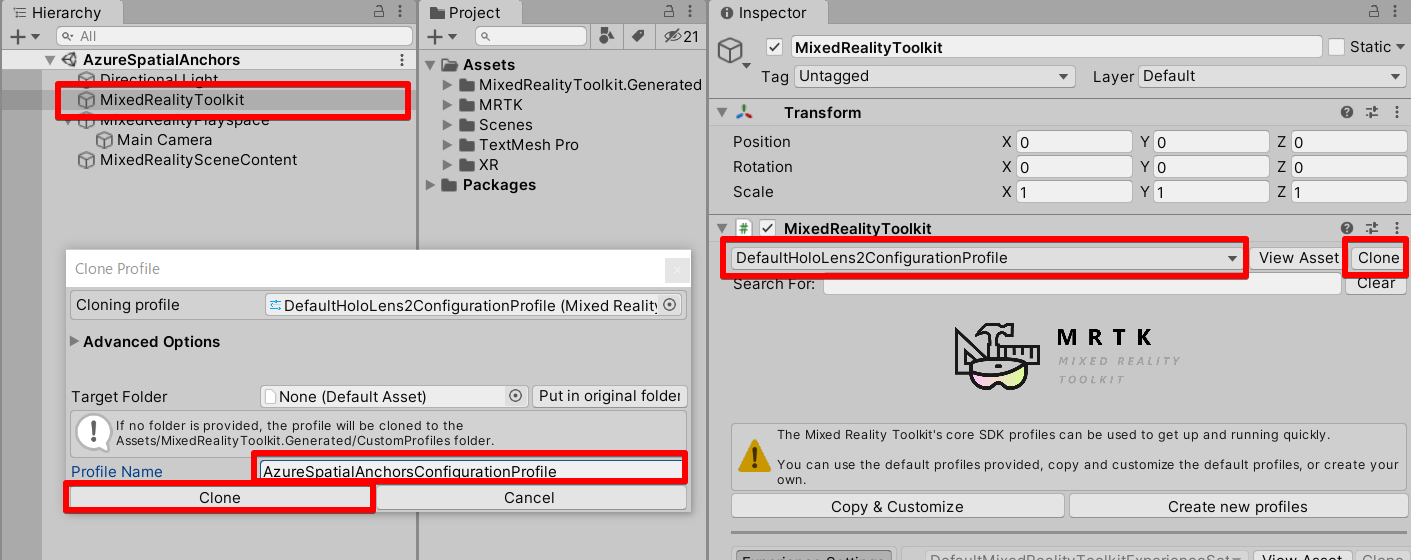 Hierarchy
All
AzureSpatialAnchors
Directional Light
MixedRealityToolkit
MixedRealityPlayspace
Main Camera
MixedRealitySceneContent
Project
21
Assets
MixedRealityToolkit.Generated
MRTK
Scenes
TextMesh Pro
XR
Packages
Inspector
MixedRealityToolkit
Static
Tag Untagged Layer Default
Transform
Position X 0 Y 0 Z 0
Rotation X 0 Y 0 Z 0
Scale X 1 Y 1 Z 1
# MixedRealityToolkit
DefaultHoloLens2ConfigurationProfile View Asset Clone
Search For: Clear
MRTK
MIXED REALITY
TOOLKIT
The Mixed Reality Toolkit's core SDK profiles can be used to get up and running quickly.
You can use the default profiles provided, copy and customize the default profiles, or create your
own.
Copy & Customize Create new profiles
Experience Settings DefaultMixedRealityToolkitExperienceSet View Asset Clone
Clone Profile
Cloning profile DefaultHoloLens2ConfigurationProfile (Mixed Reality
Advanced Options
Target Folder None (Default Asset) Put in original folder
If no folder is provided, the profile will be cloned to the
Assets/MixedRealityToolkit.Generated/CustomProfiles folder.
Profile Name AzureSpatialAnchorsConfigurationProfile
Clone Cancel